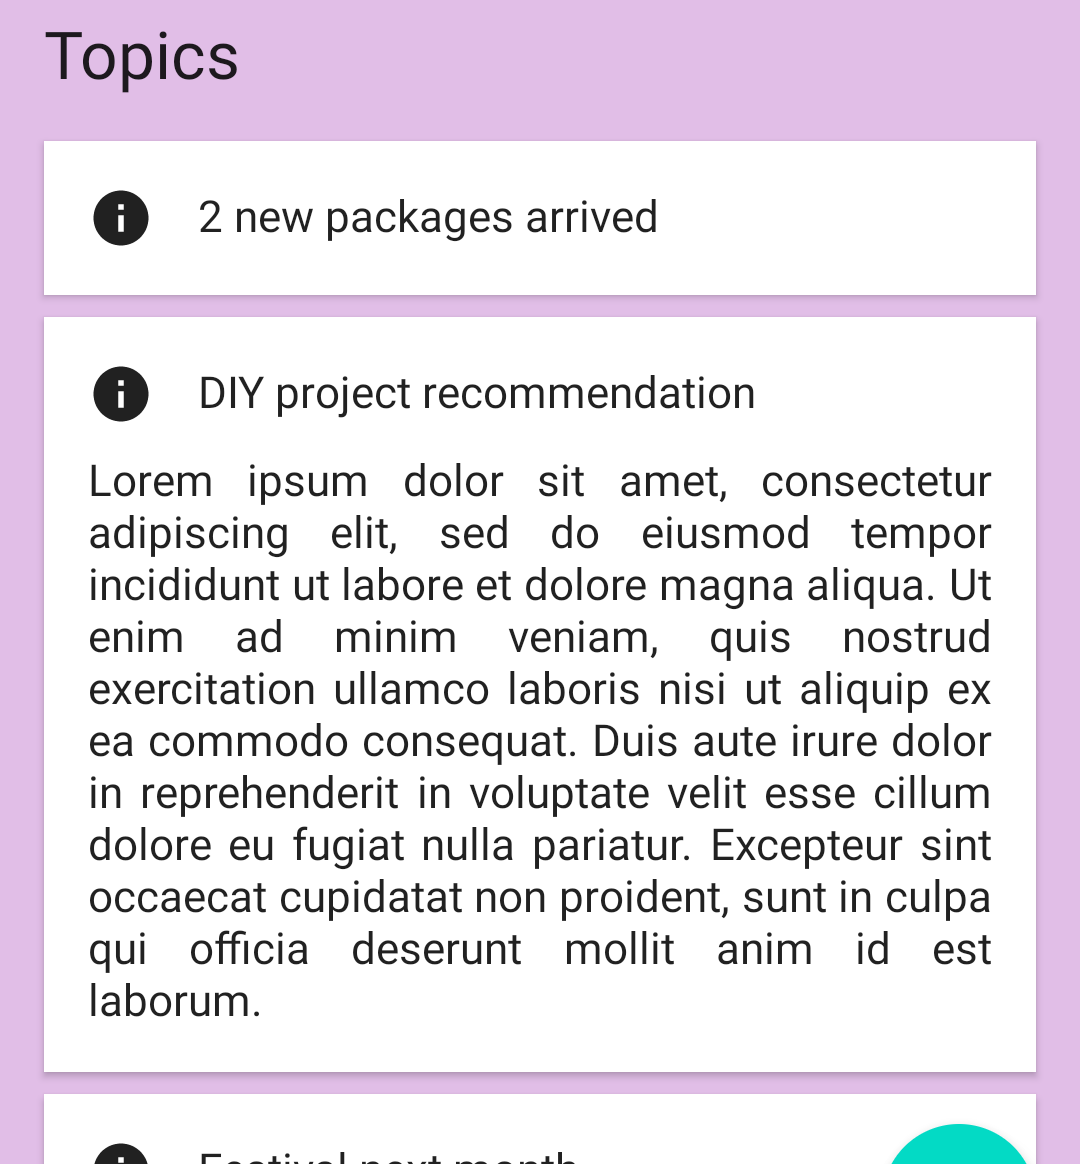 Topics
2 new packages arrived
DIY project recommendation
Lorem ipsum dolor sit amet, consectetur
adipiscing elit, sed do eiusmod tempor
incididunt ut labore et dolore magna aliqua. Ut
enim ad minim veniam, quis nostrud
exercitation ullamco laboris nisi ut aliquip ex
ea commodo consequat. Duis aute irure dolor
in reprehenderit in voluptate velit esse cillum
dolore eu fugiat nulla pariatur. Excepteur sint
occaecat cupidatat non proident, sunt in culpa
qui officia deserunt mollit anim id est
laborum.
Festival next month